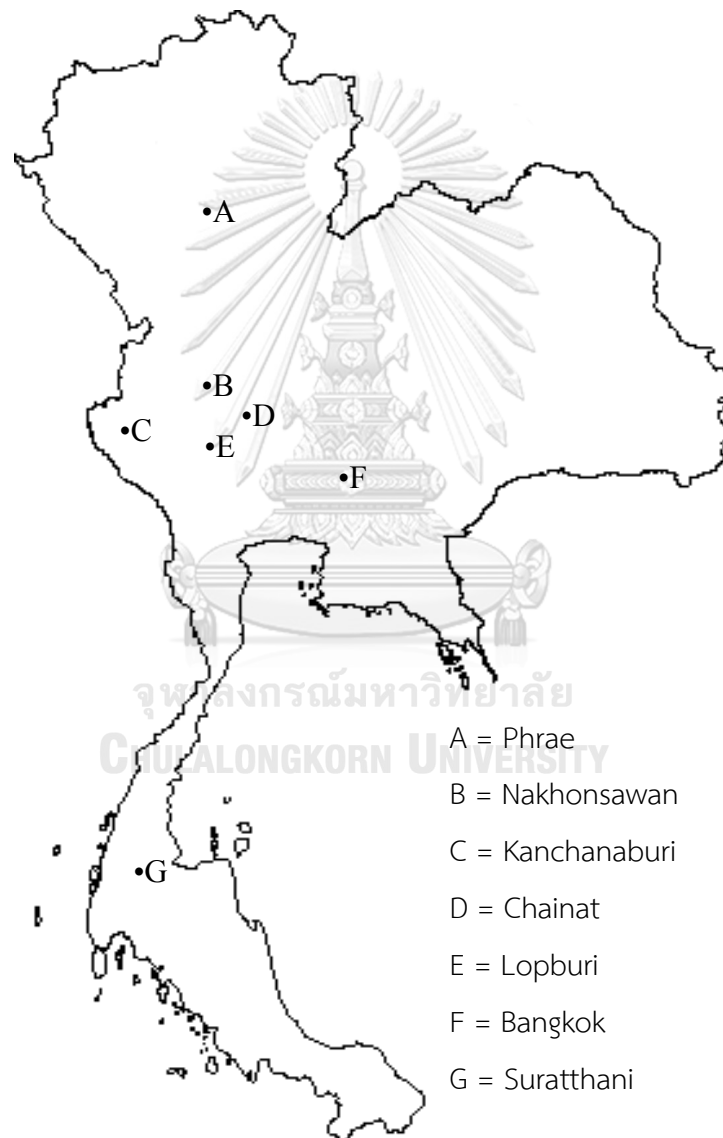 A
B
D
C
E
F
จุฬาลงกรณ์มหาวิทยาลัย
CHULALONGKORN UNIVERSITY
A = Phrae
B = Nakhonsawan
C = Kanchanaburi
G
D = Chainat
E = Lopburi
F = Bangkok
G = Suratthani